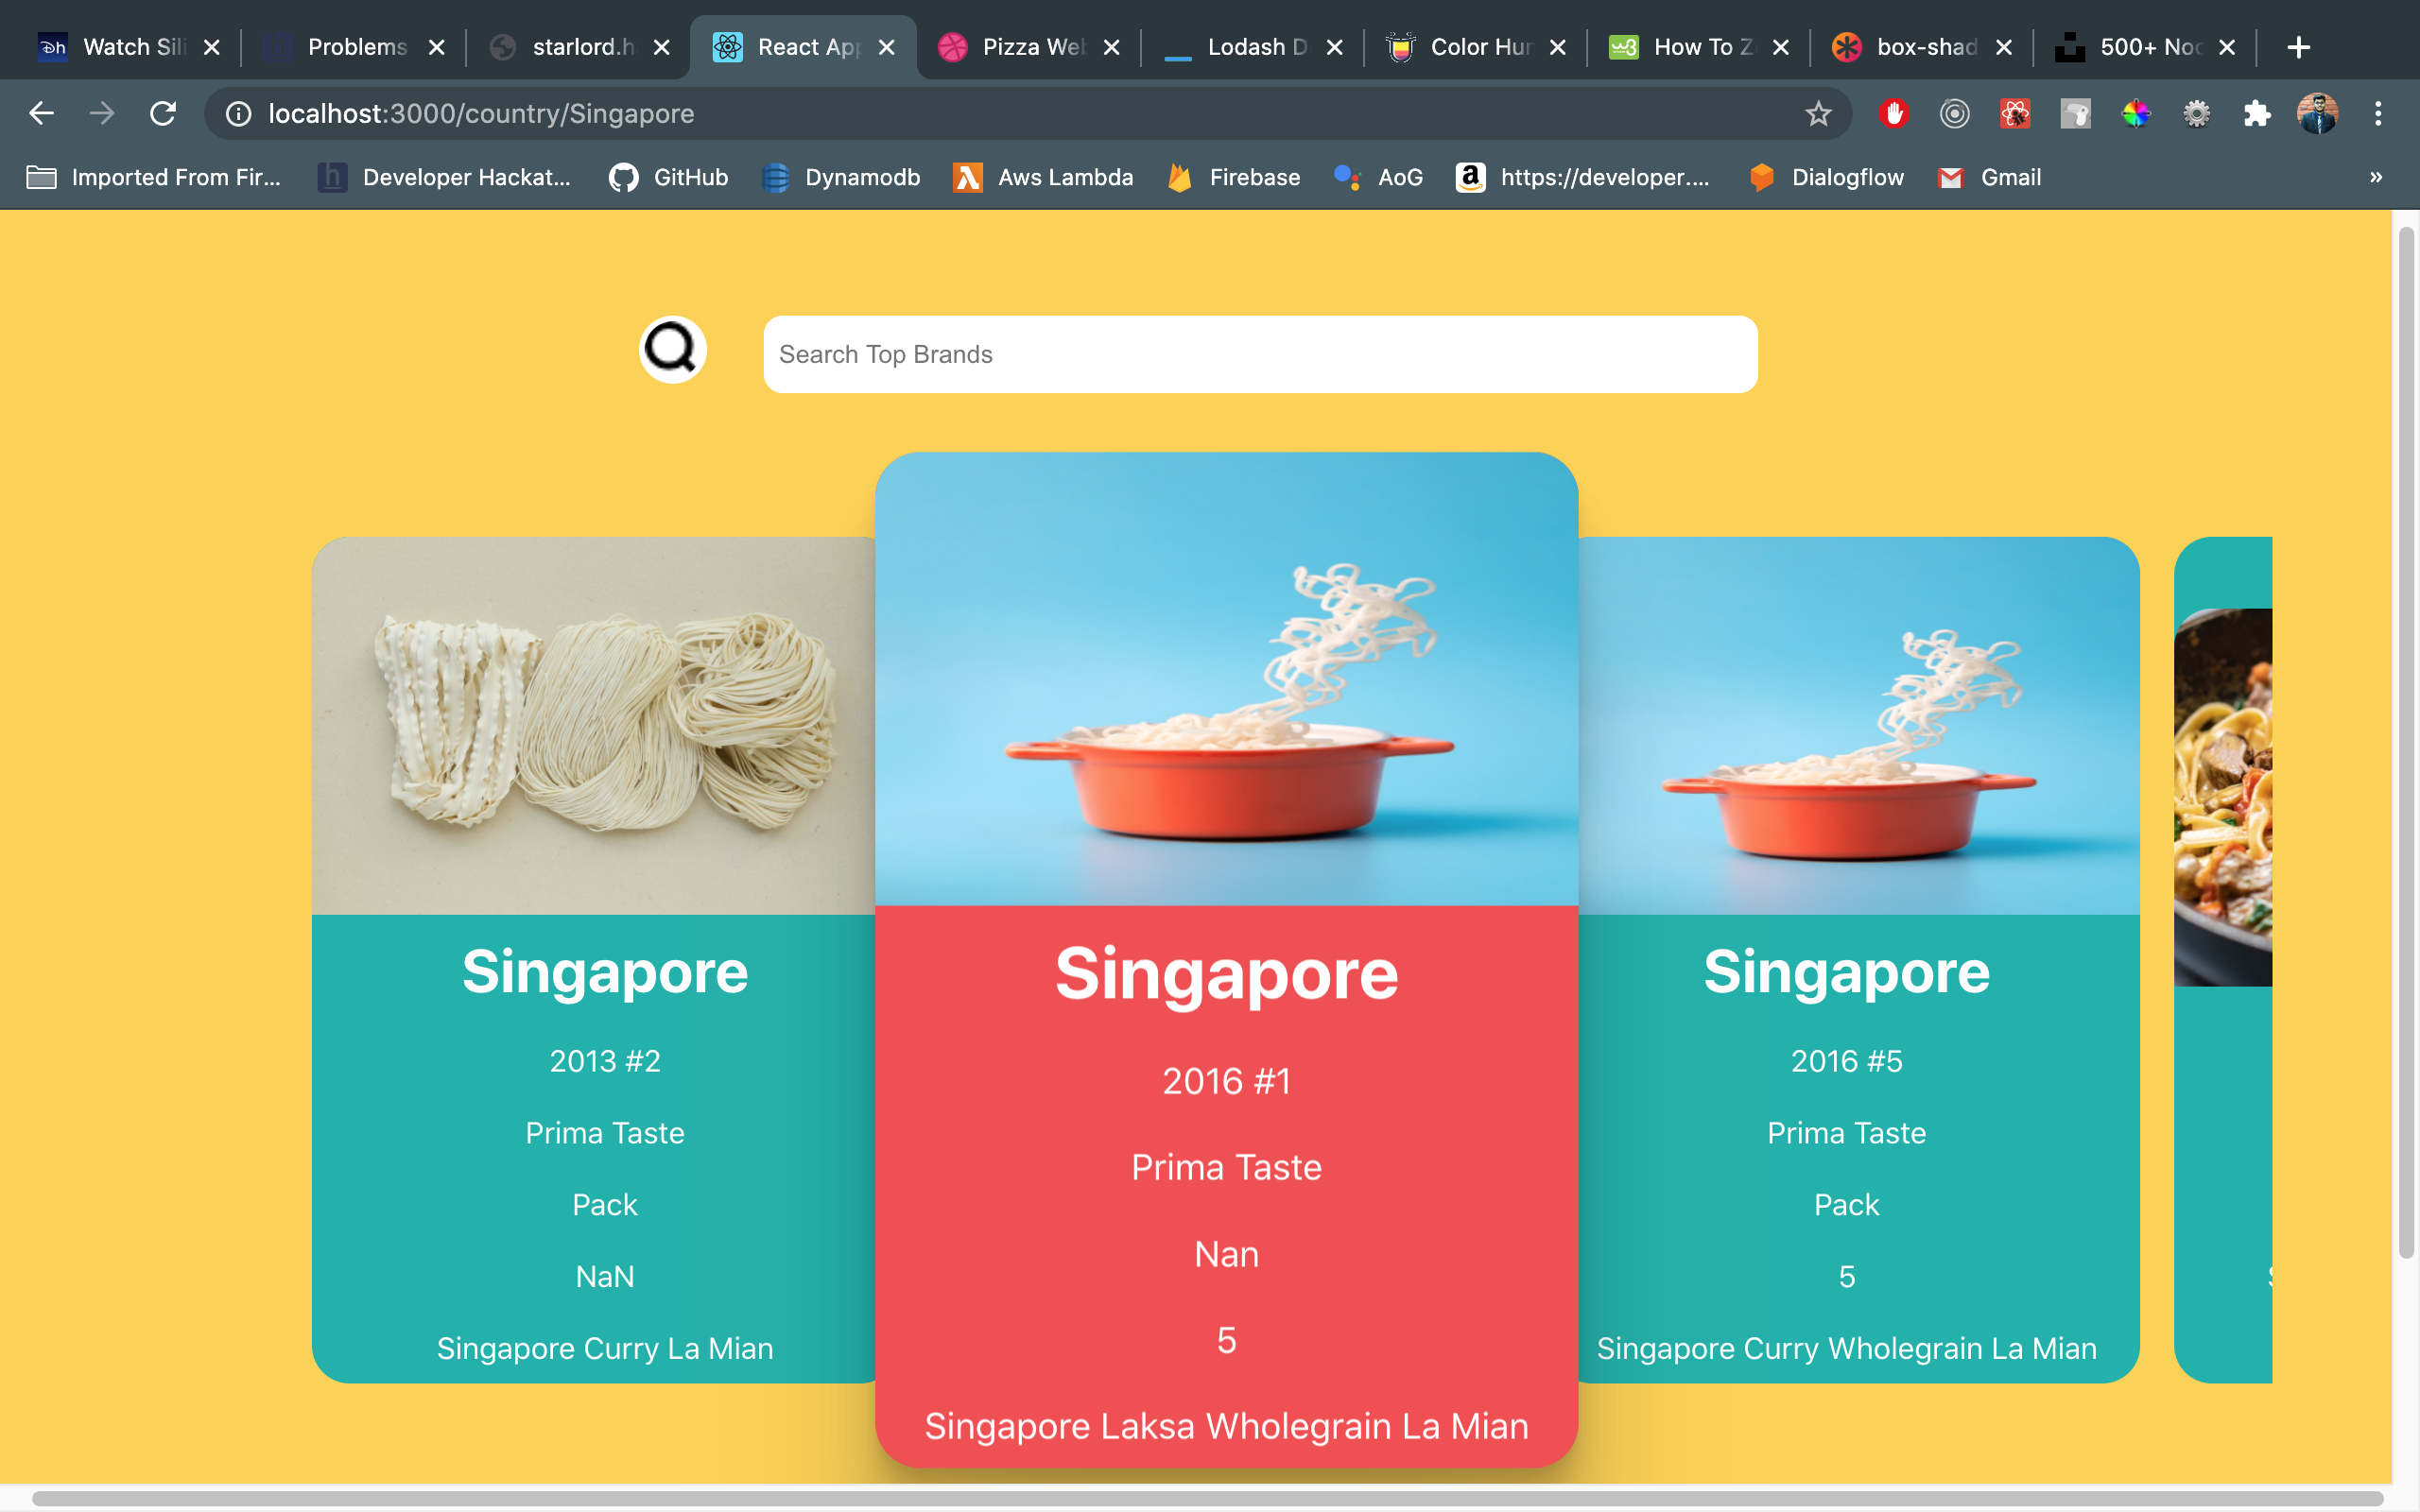 Watch Sili
Problems
starlord.h
React App
Pizza Web
Lodash D
Color Hun
How To Z
box-shad
500+ Noo
localhost:3000/country/Singapore
Imported From Fir...
Developer Hackat...
GitHub
Dynamodb
Aws Lambda
Firebase
AoG
https://developer....
Dialogflow
Gmail
»
Search Top Brands
Singapore
2013 #2
Prima Taste
Pack
NaN
Singapore Curry La Mian
Singapore
2016 #1
Prima Taste
Nan
5
Singapore Laksa Wholegrain La Mian
Singapore
2016 #5
Prima Taste
Pack
5
Singapore Curry Wholegrain La Mian